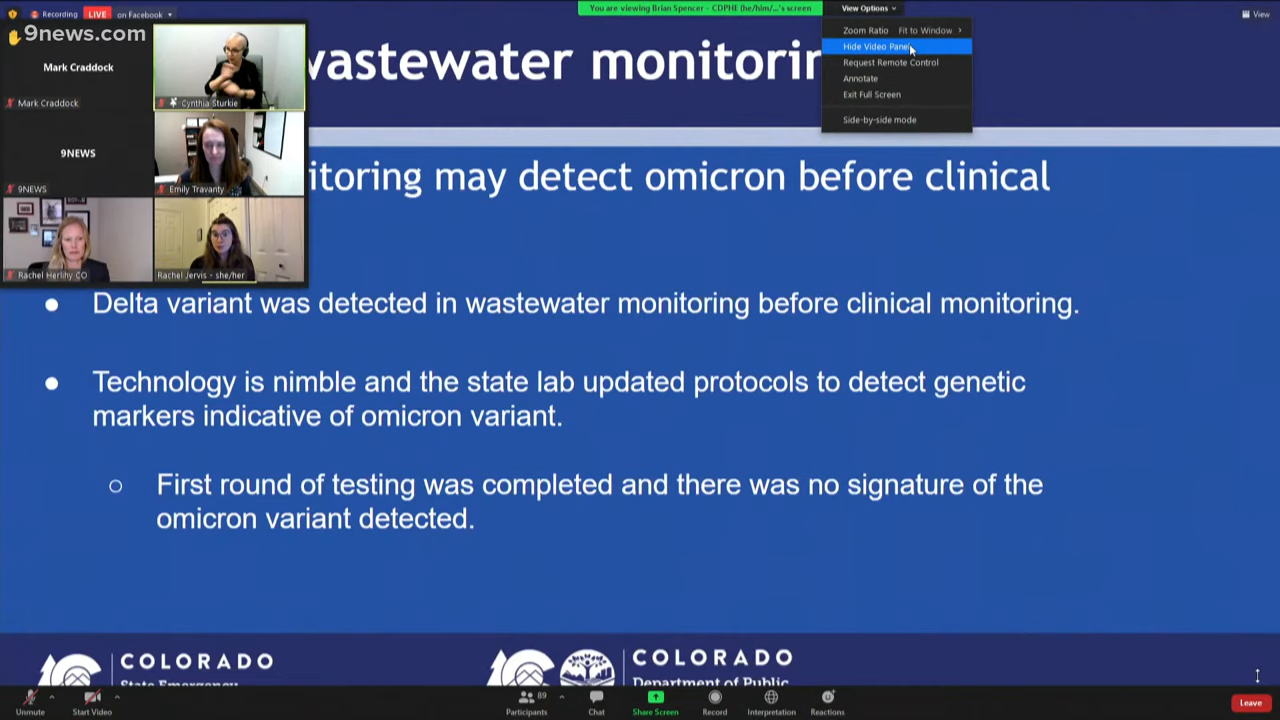 Recording
LIVE
on Facebook
You are viewing Brian Spencer - CDPHE (he/him/...'s screen
View Options
View
9news.com
Mark Craddock
Mark Craddock
Cynthia Sturkie
9NEWS
9NEWS
Emily Travanty
Rachel Herlihy CO
Rachel Jervis - she/her
Zoom Ratio Fit to Window
Hide Video Panel
Request Remote Control
Annotate
Exit Full Screen
Side-by-side mode
wastewater monitorin
itoring may detect omicron before clinical
● Delta variant was detected in wastewater monitoring before clinical monitoring.
● Technology is nimble and the state lab updated protocols to detect genetic
markers indicative of omicron variant.
○ First round of testing was completed and there was no signature of the
omicron variant detected.
COLORADO
State Emergency
COLORADO
Department of Public
Unmute
Start Video
89
Participants
Chat
Share Screen
Record
Interpretation
Reactions
Leave